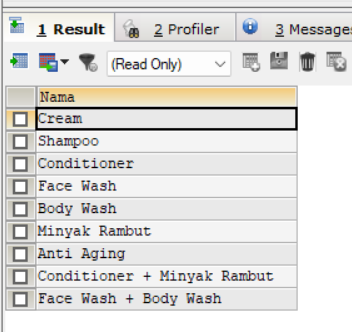 1 Result 2 Profiler 3 Messages
(Read Only)
Nama
Cream
Shampoo
Conditioner
Face Wash
Body Wash
Minyak Rambut
Anti Aging
Conditioner + Minyak Rambut
Face Wash + Body Wash